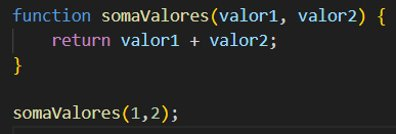 function somaValores(valor1, valor2) {
    return valor1 + valor2;
}

somaValores(1,2);